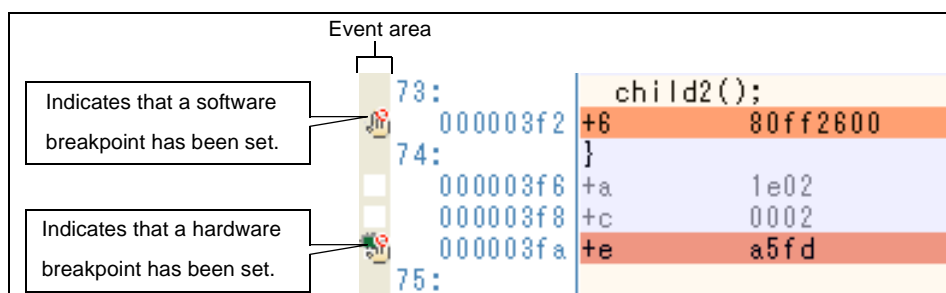 Event area
73: child2();
Indicates that a software
breakpoint has been set.
000003f2 +6 80ff2600
74: }
000003f6 +a 1e02
000003f8 +c 0002
Indicates that a hardware
breakpoint has been set.
000003fa +e a5fd
75: